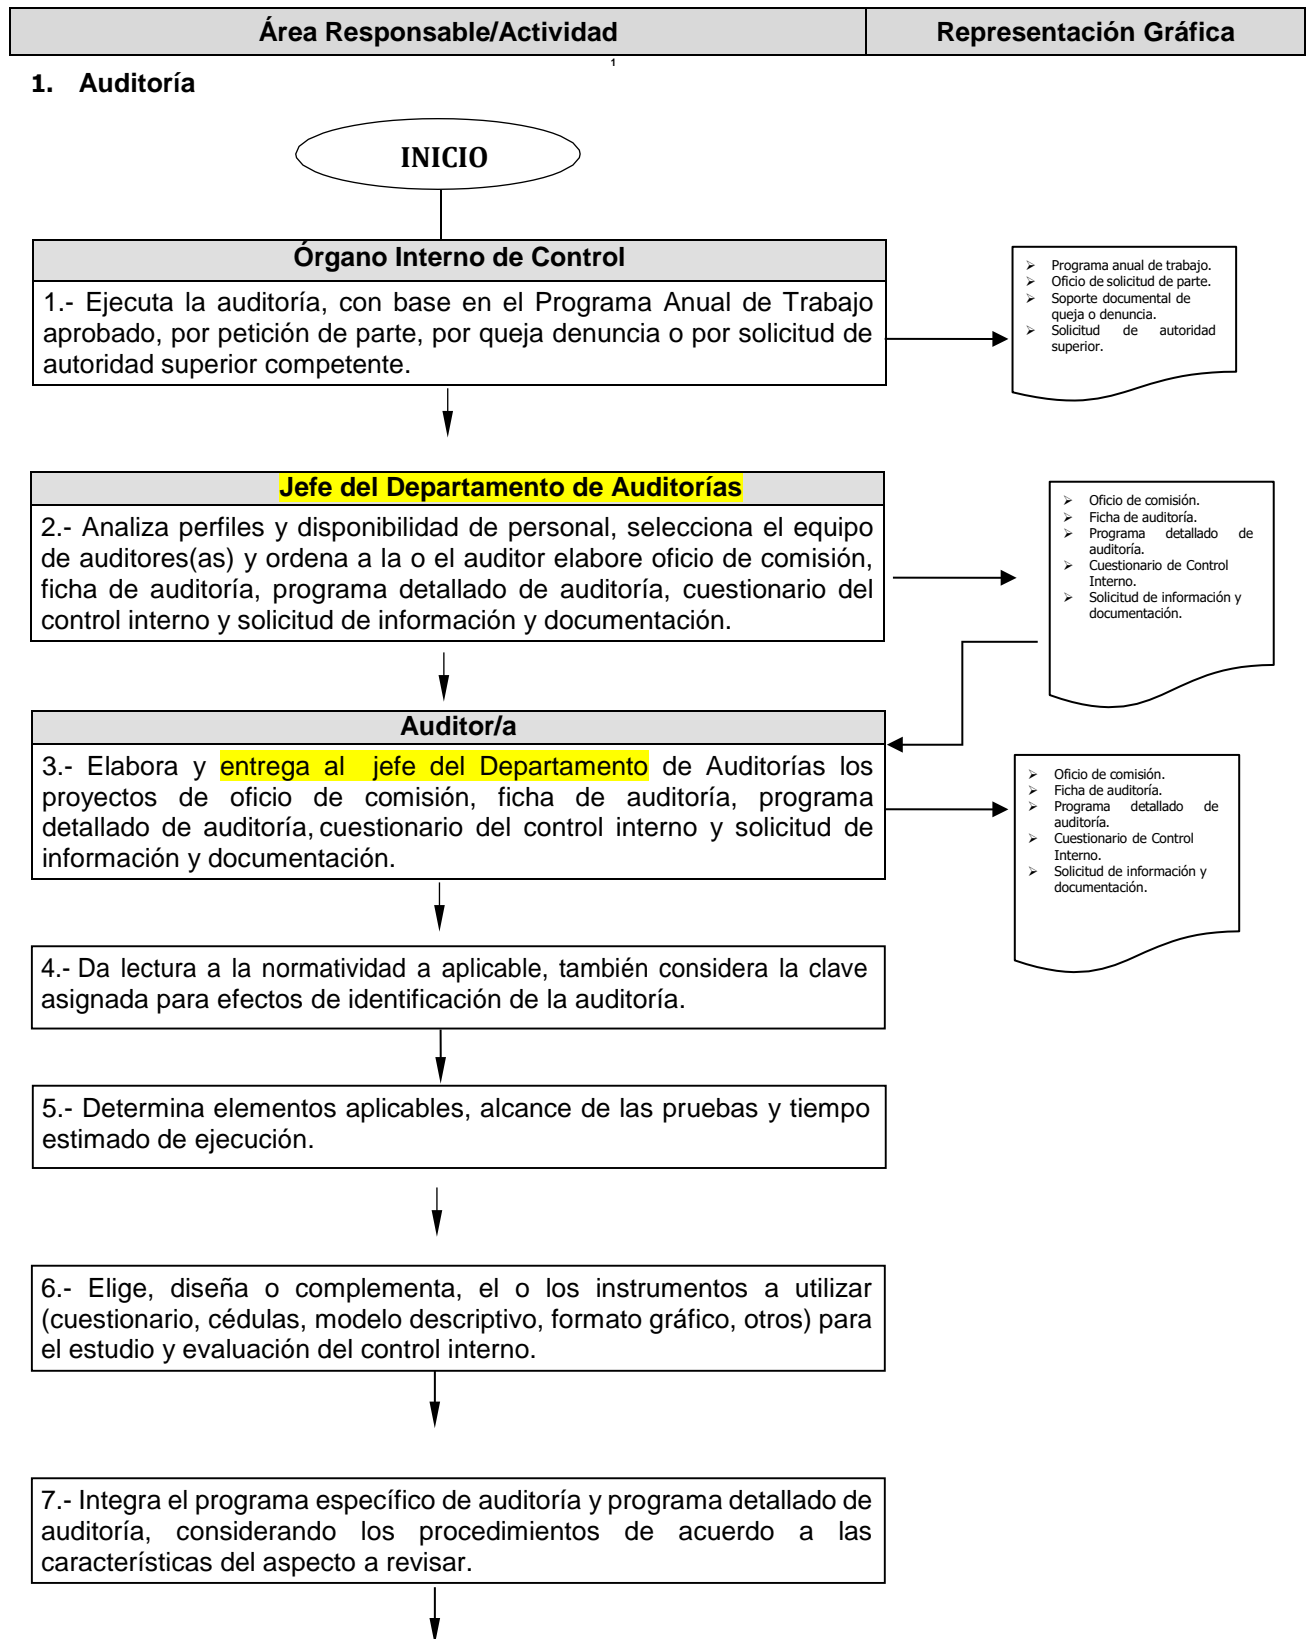 Área Responsable/Actividad
Representación Gráfica
1
1. Auditoría
INICIO
Órgano Interno de Control
1.- Ejecuta la auditoría, con base en el Programa Anual de Trabajo
aprobado, por petición de parte, por queja denuncia o por solicitud de
autoridad superior competente.
➢ Programa anual de trabajo.
➢ Oficio de solicitud de parte.
➢ Soporte documental de
queja o denuncia.
➢ Solicitud de autoridad
superior.
Jefe del Departamento de Auditorías
2.- Analiza perfiles y disponibilidad de personal, selecciona el equipo
de auditores(as) y ordena a la o el auditor elabore oficio de comisión,
ficha de auditoría, programa detallado de auditoría, cuestionario del
control interno y solicitud de información y documentación.
➢ Oficio de comisión.
➢ Ficha de auditoría.
➢ Programa detallado de
auditoría.
➢ Cuestionario de Control
Interno.
➢ Solicitud de información y
documentación.
Auditor/a
3.- Elabora y entrega al jefe del Departamento de Auditorías los
proyectos de oficio de comisión, ficha de auditoría, programa
detallado de auditoría, cuestionario del control interno y solicitud de
información y documentación.
➢ Oficio de comisión.
➢ Ficha de auditoría.
➢ Programa detallado de
auditoría.
➢ Cuestionario de Control
Interno.
➢ Solicitud de información y
documentación.
4.- Da lectura a la normatividad a aplicable, también considera la clave
asignada para efectos de identificación de la auditoría.
5.- Determina elementos aplicables, alcance de las pruebas y tiempo
estimado de ejecución.
6.- Elige, diseña o complementa, el o los instrumentos a utilizar
(cuestionario, cédulas, modelo descriptivo, formato gráfico, otros) para
el estudio y evaluación del control interno.
7.- Integra el programa específico de auditoría y programa detallado de
auditoría, considerando los procedimientos de acuerdo a las
características del aspecto a revisar.